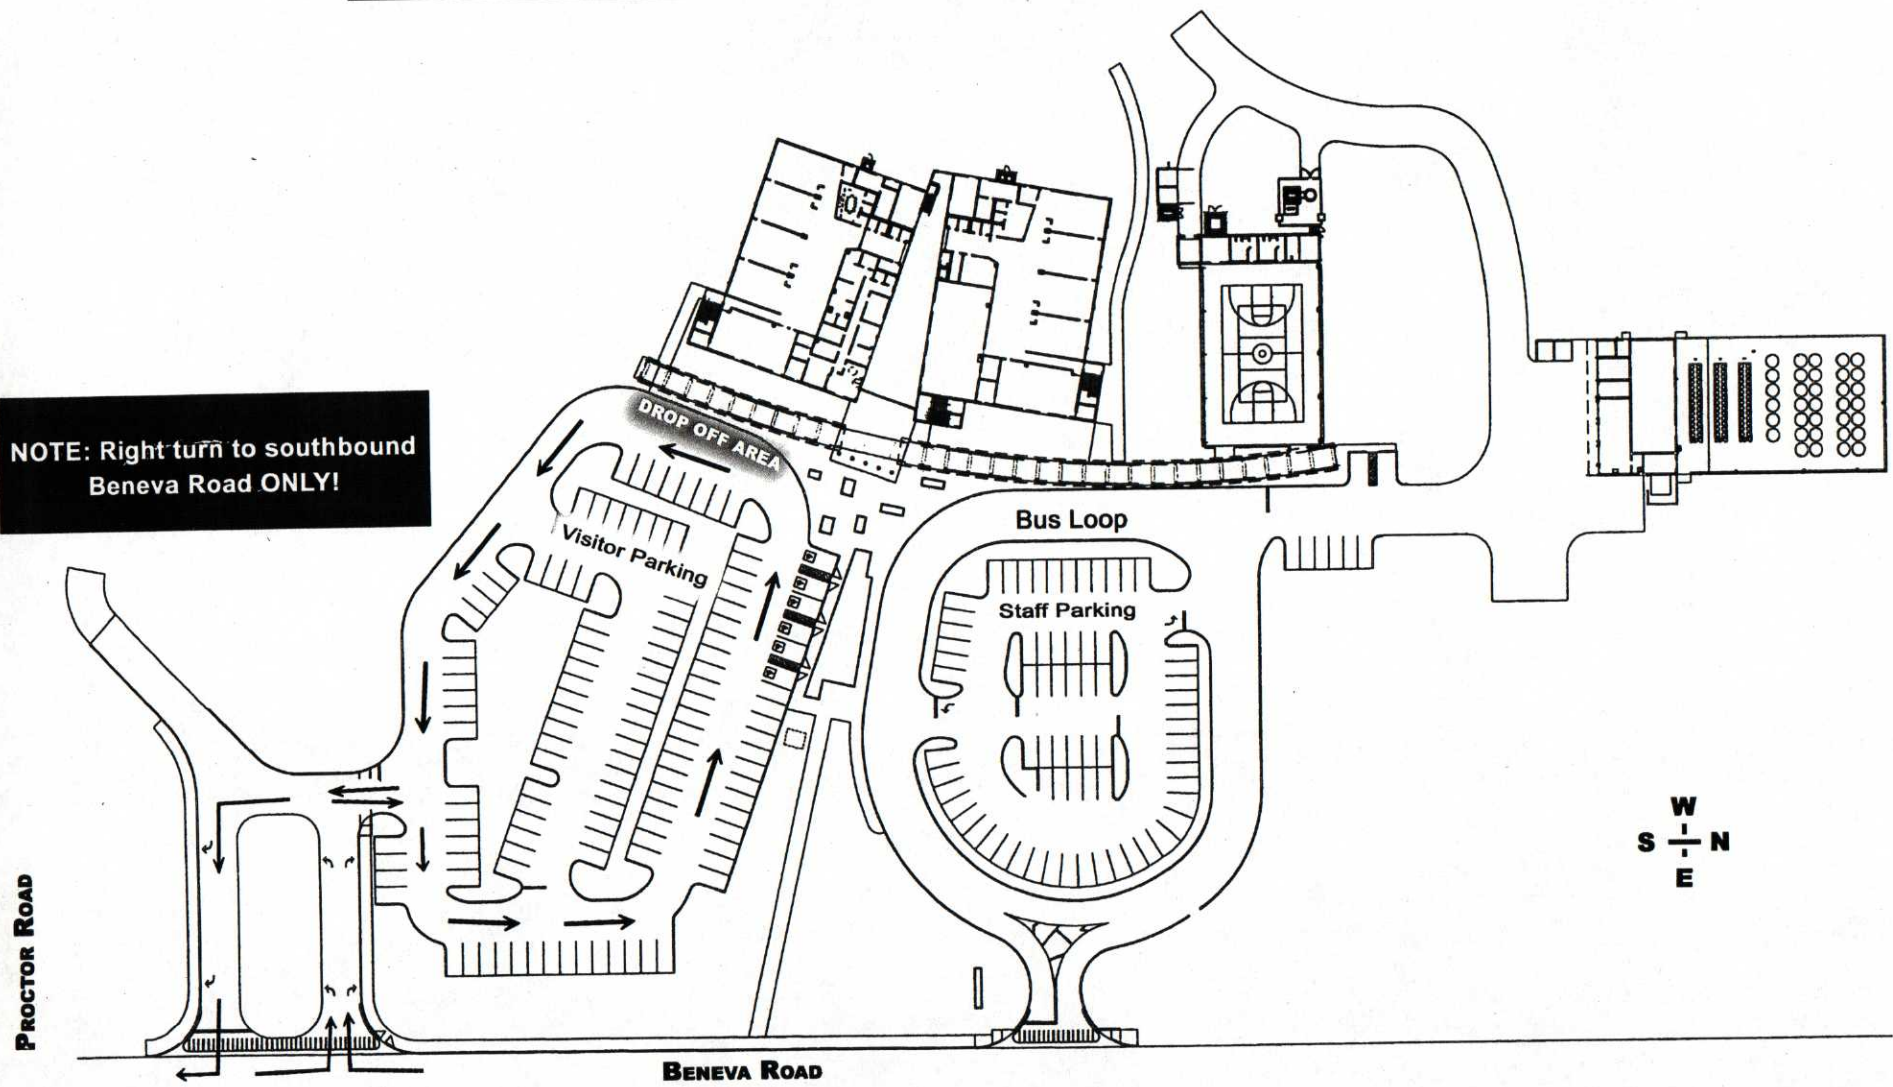 DROP OFF AREA
NOTE: Right turn to southbound
Beneva Road ONLY!
Bus Loop
Visitor Parking
Staff Parking
W
S N
E
PROCTOR ROAD
BENEVA ROAD